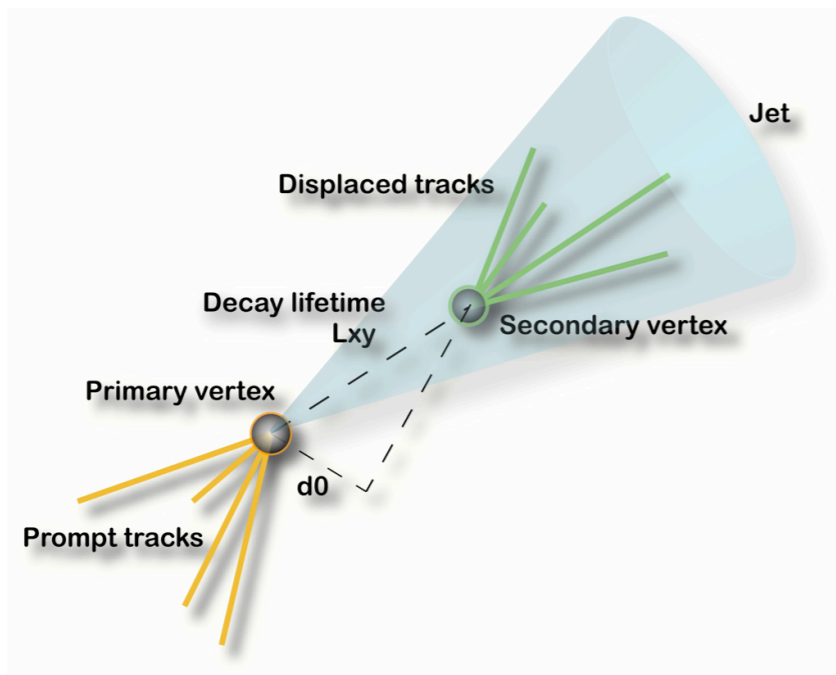 Jet
Displaced tracks
Decay lifetime
Lxy
Secondary vertex
Primary vertex
d0
Prompt tracks